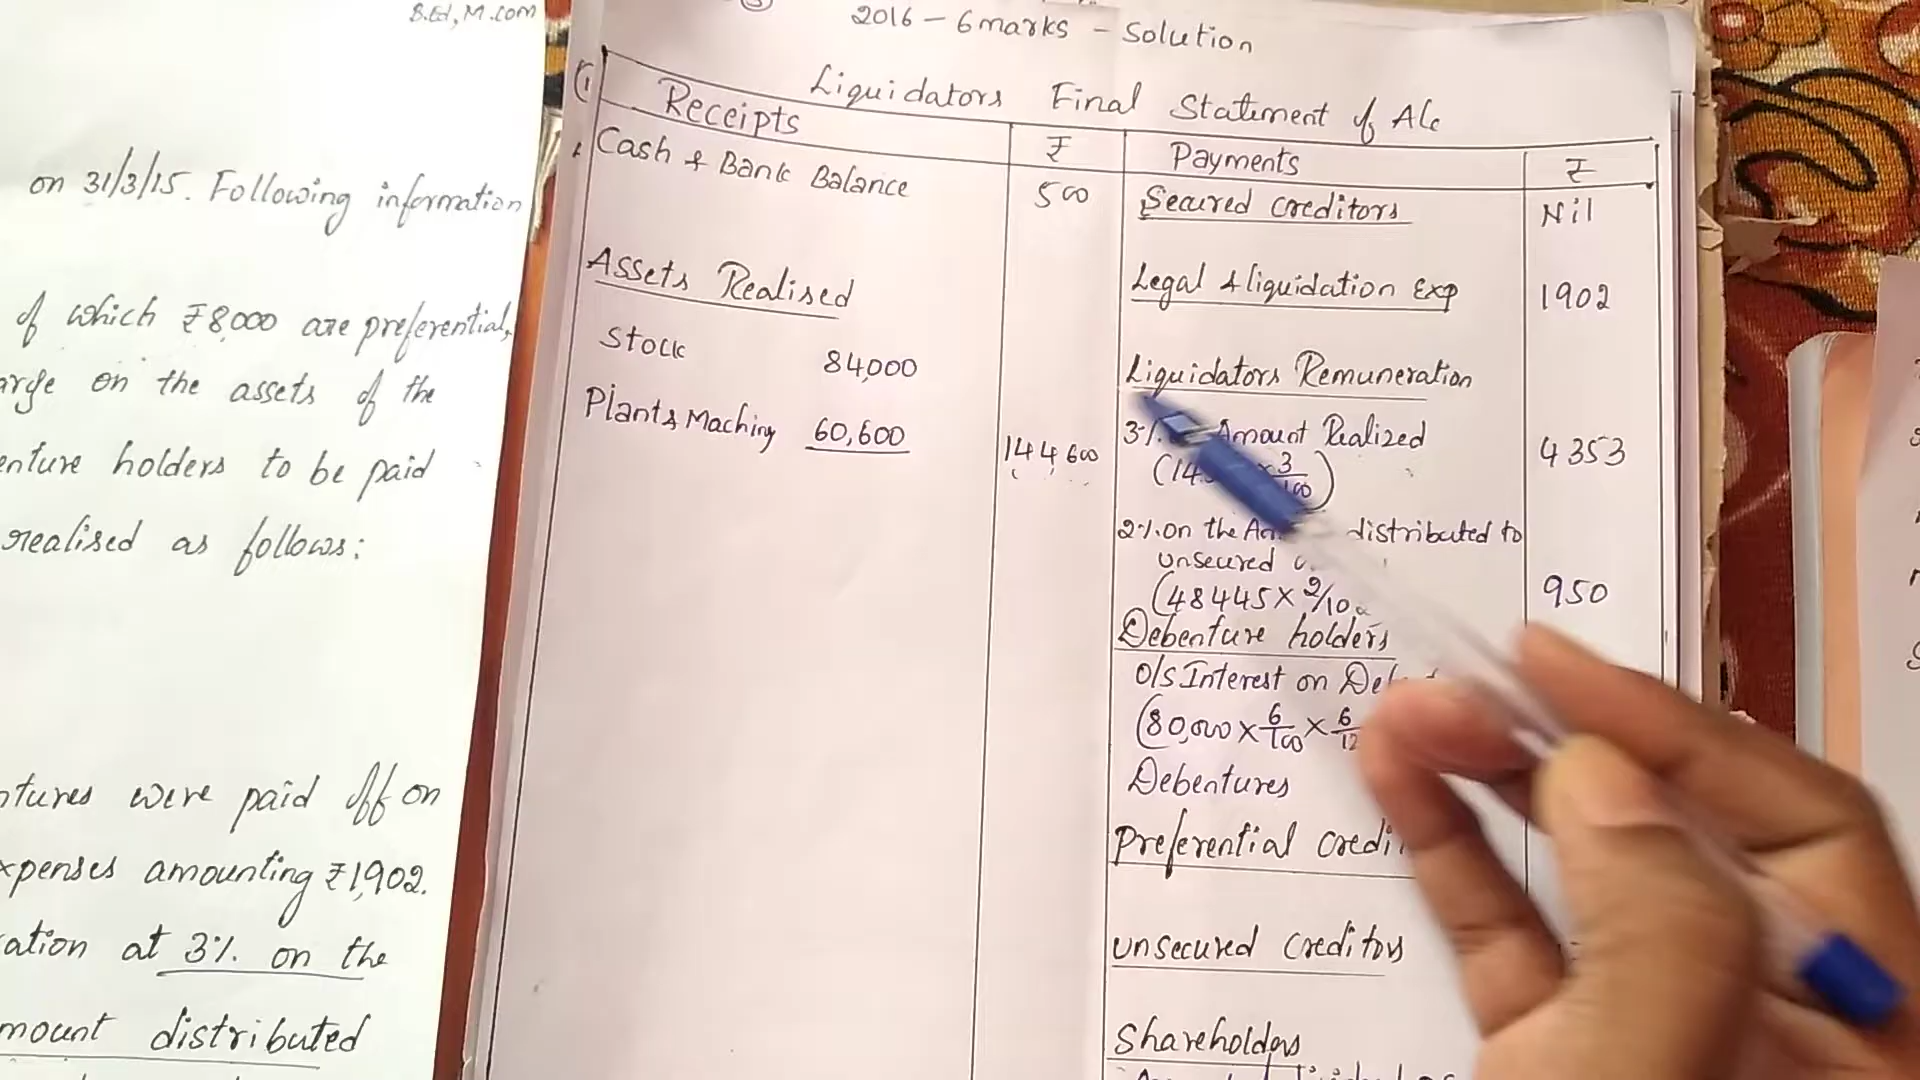 B.Ed, M.com
on 31/3/15. Following information
of which ₹8,000 are preferential,
on the assets of the
holders to be paid
realised as follows:
were paid off on
amounting ₹1,902.
at 3%. on the
distributed
2016 - 6 marks - Solution
Liquidators Final Statement of A/c
Receipts ₹ Payments ₹
Cash & Bank Balance 500 Secured creditors Nil
Assets Realised Legal & liquidation Exp 1902
Stock 84,000 Liquidators Remuneration
Plant & Maching 60,600 144600 3%. Amount Realized 4353
2%. on the distributed to
unsecured
(48445 × 2/10 950
Debenture holders
O/s Interest on
(80,000 × 6/100 × 6/12
Debentures
Preferential
unsecured Creditors
Shareholders